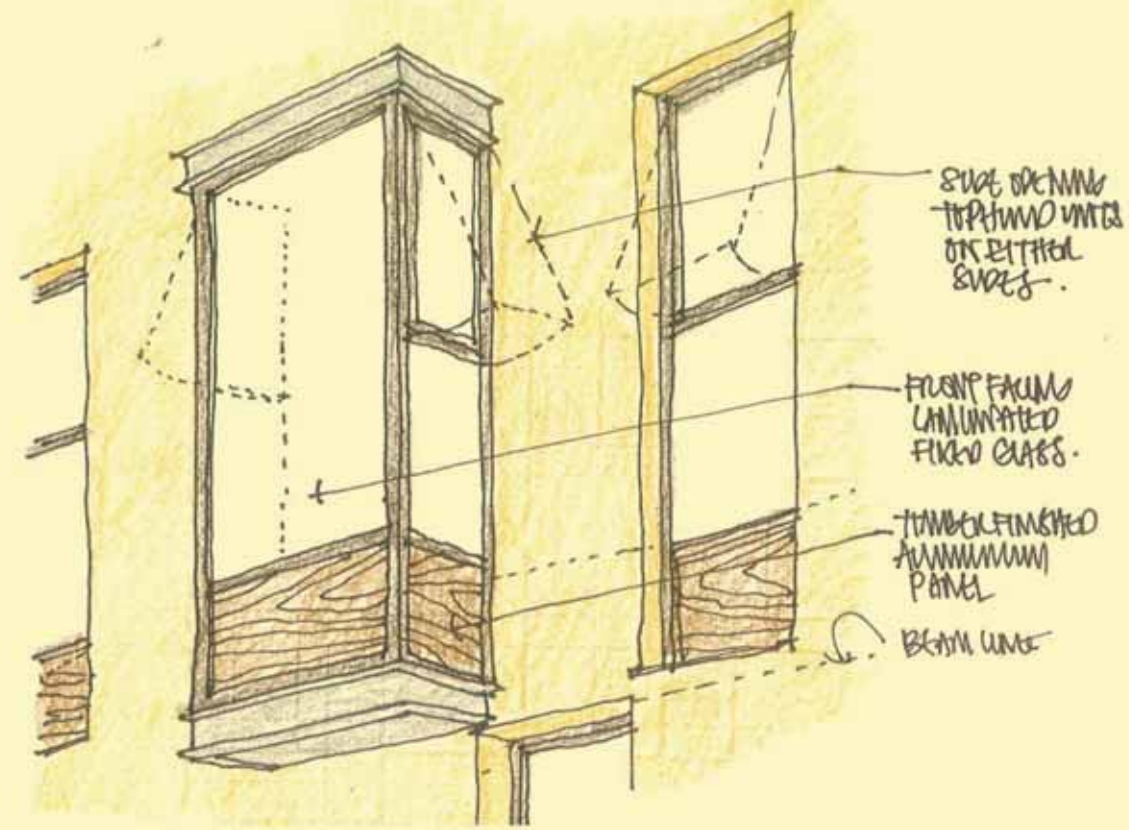 SIDE OPENING
TOPHUNG UNITS
ON EITHER
SIDES.
FRONT FACING
LAMINATED
FIXED GLASS.
TIMBER FINISHED
ALUMINIUM
PANEL
BEAM LINE